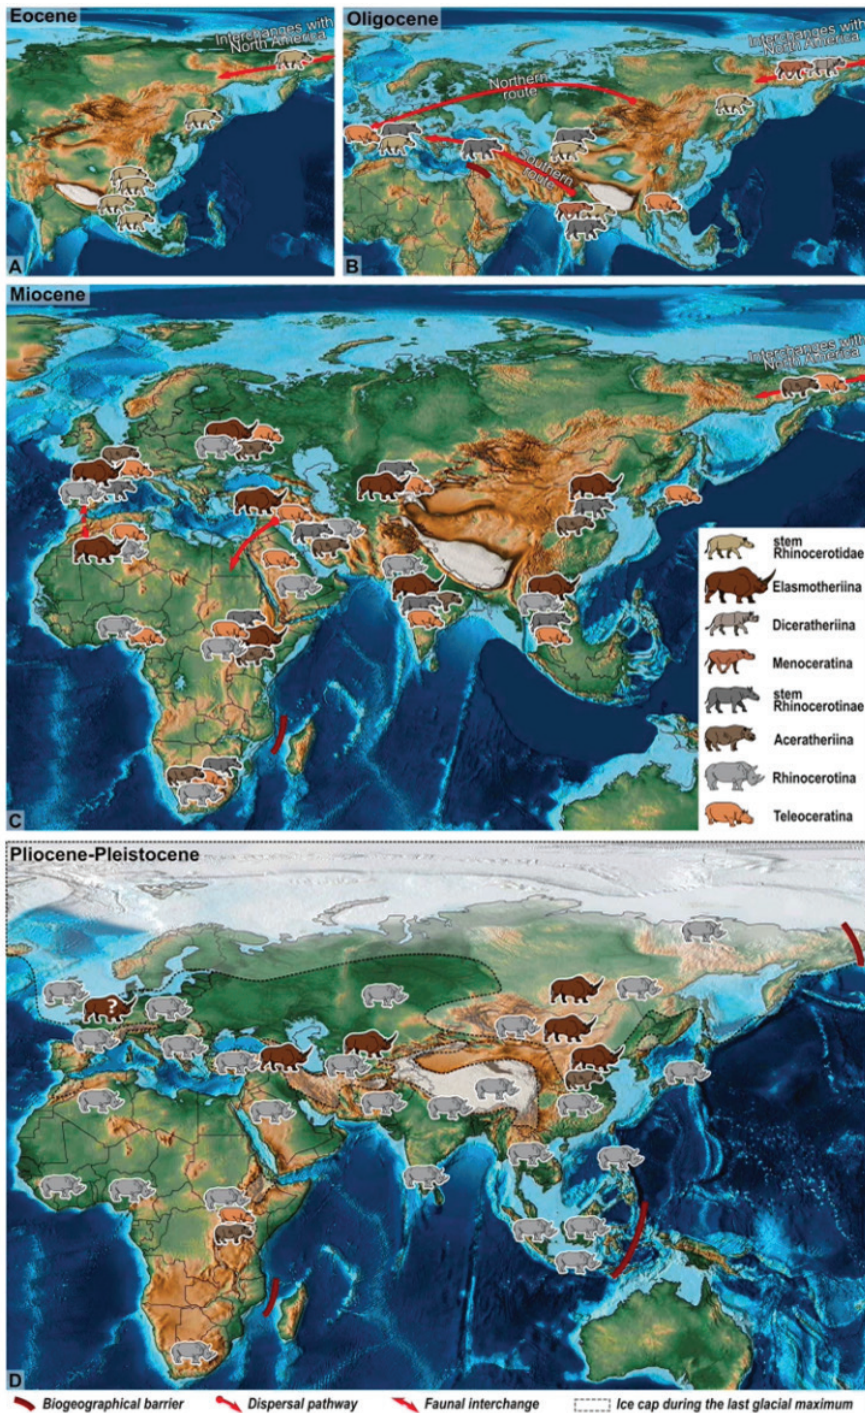 Eocene
Interchanges with
North America
A
Oligocene
Interchanges with
North America
Northern
route
Southern
route
B
Miocene
Interchanges with
North America
stem
Rhinocerotidae
Elasmotheriina
Diceratheriina
Menoceratina
stem
Rhinocerotinae
Aceratheriina
Rhinocerotina
Teleoceratina
C
Pliocene-Pleistocene
?
D
Biogeographical barrier
Dispersal pathway
Faunal interchange
Ice cap during the last glacial maximum